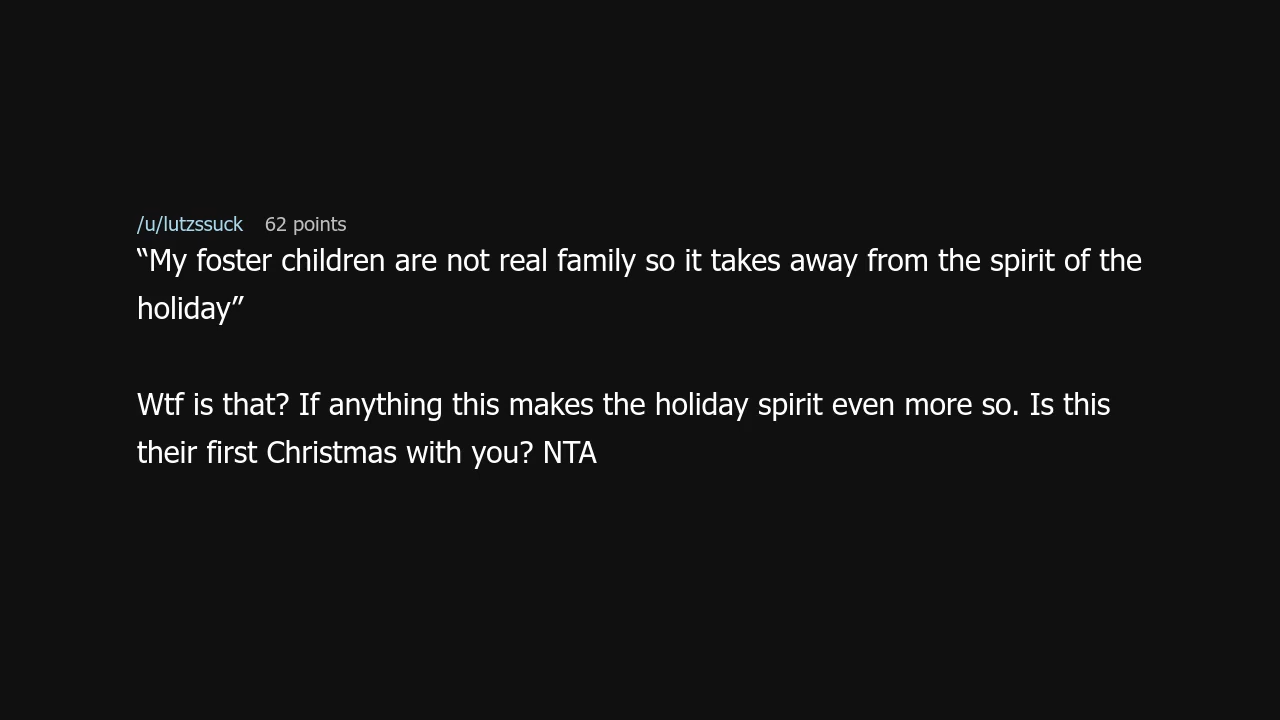 /u/lutzssuck 62 points
“My foster children are not real family so it takes away from the spirit of the
holiday”
Wtf is that? If anything this makes the holiday spirit even more so. Is this
their first Christmas with you? NTA